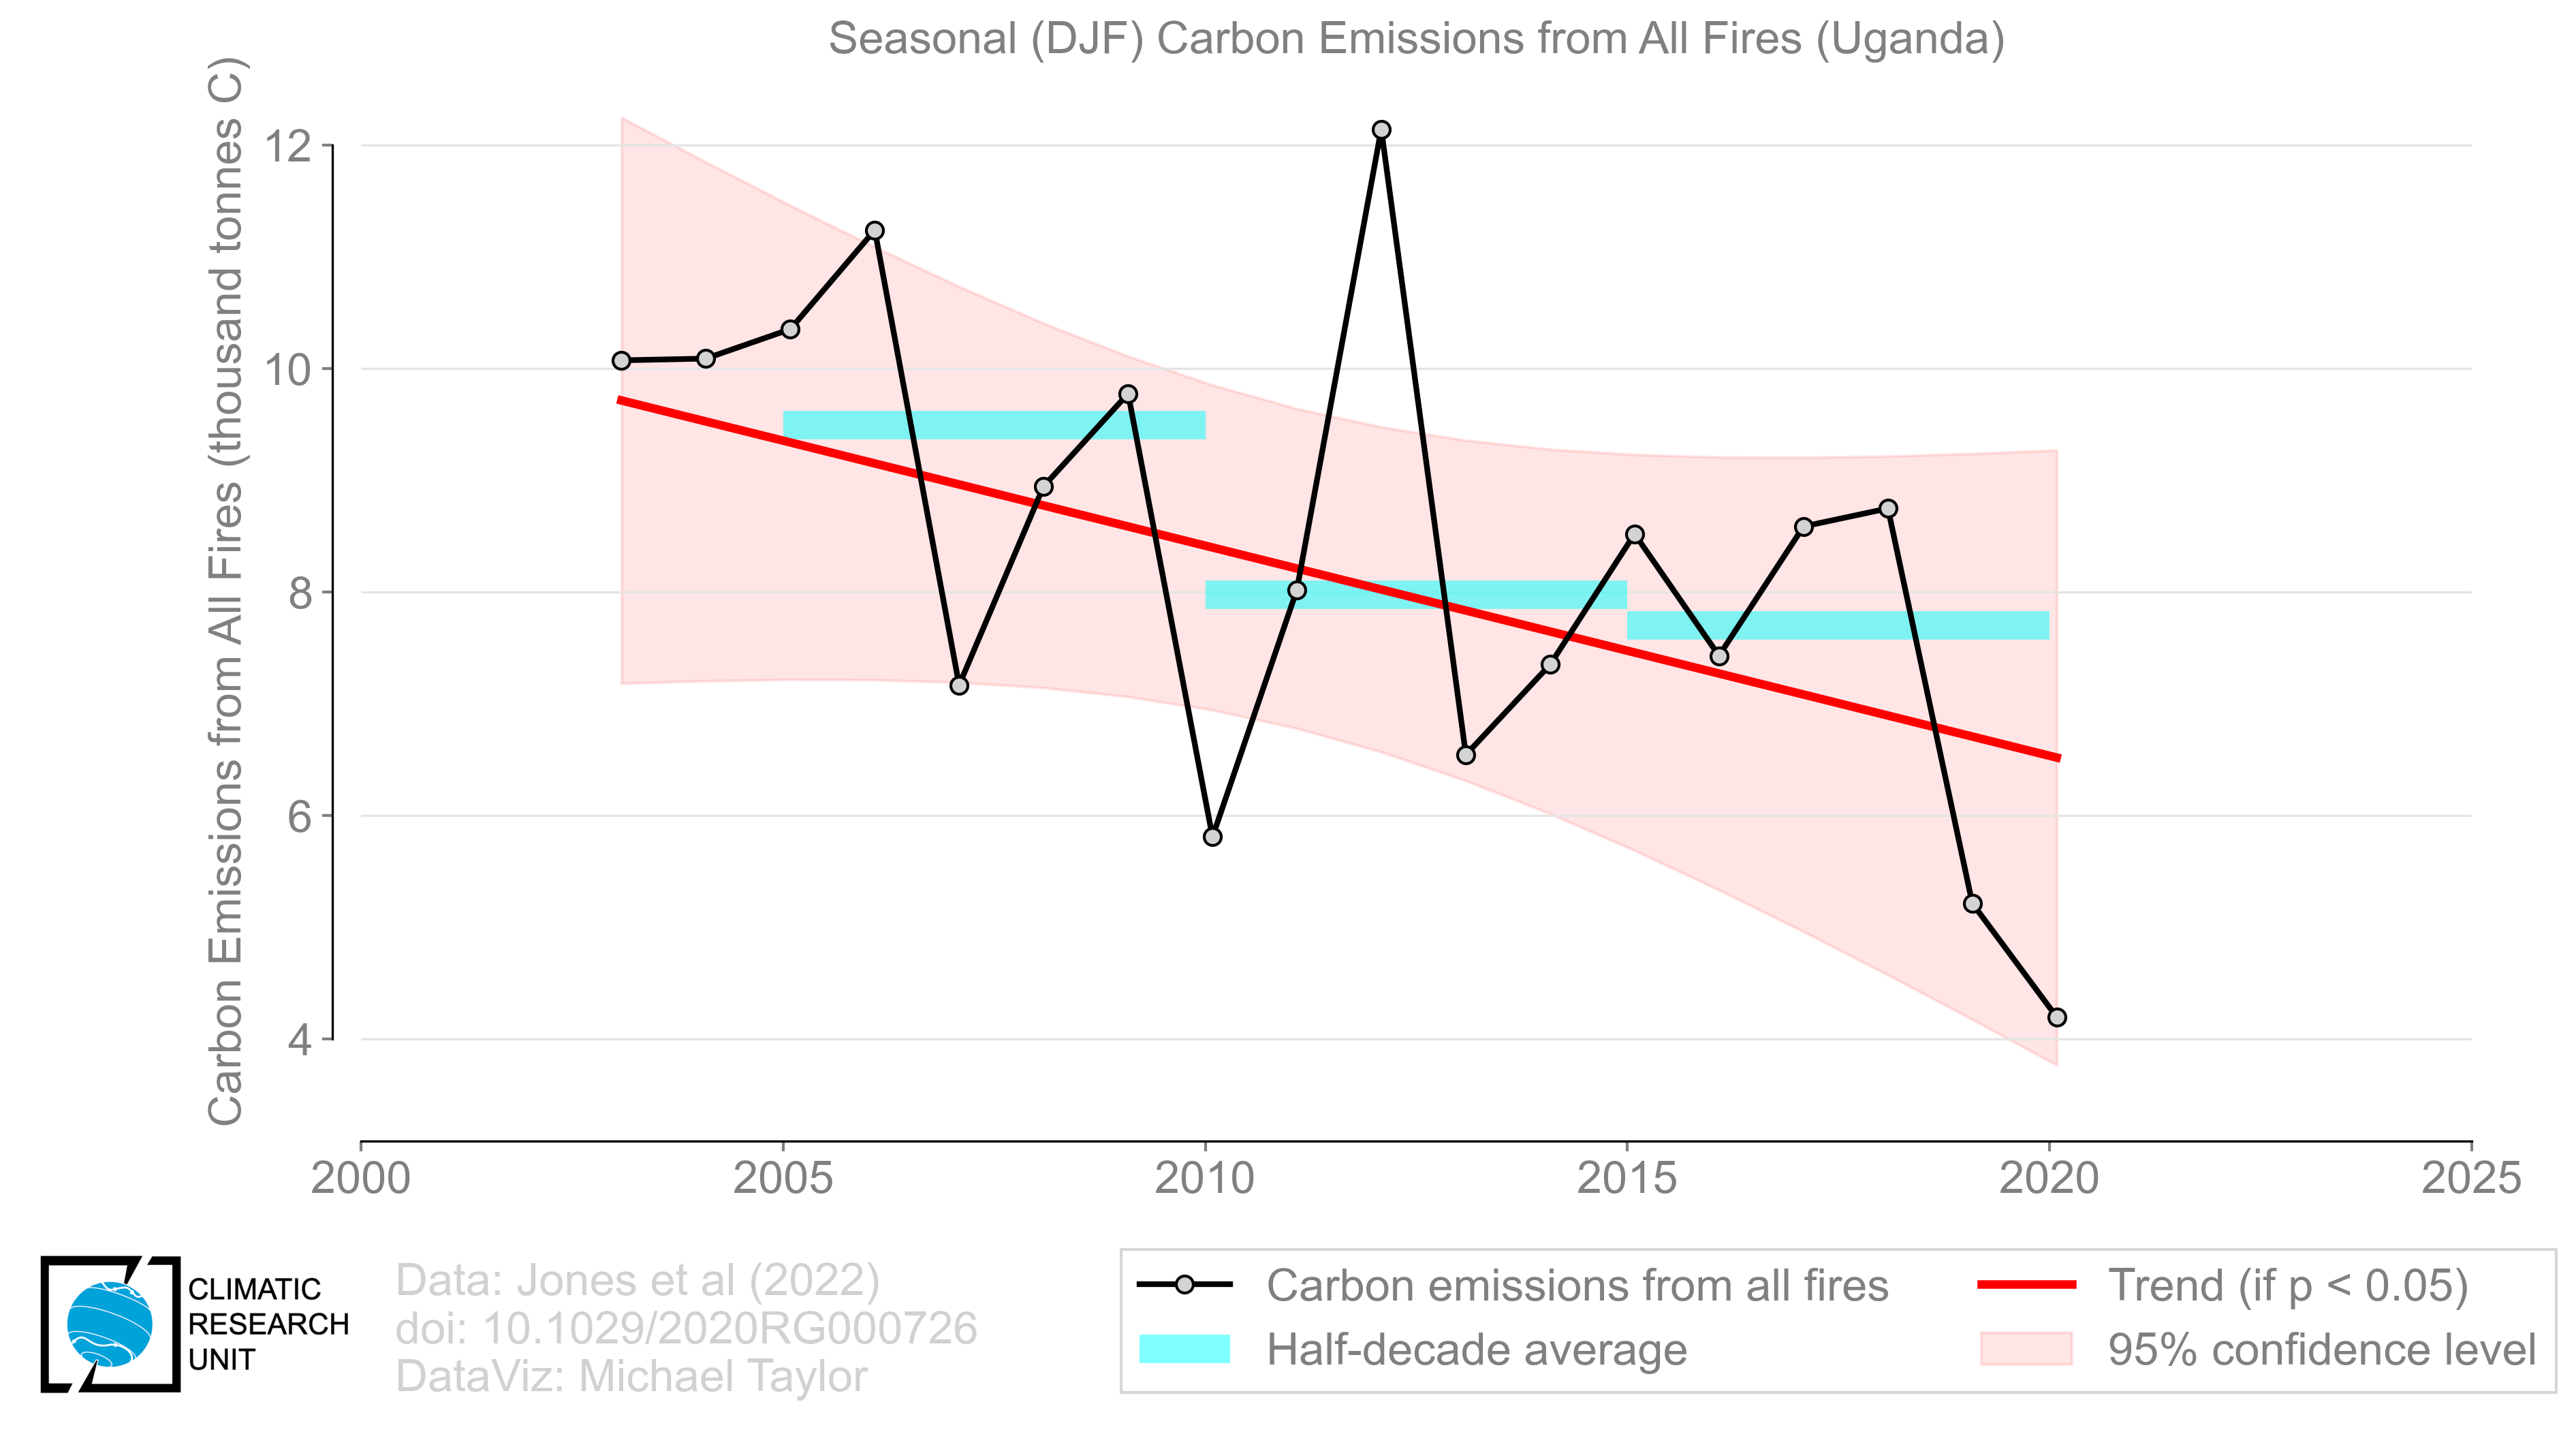 Seasonal (DJF) Carbon Emissions from All Fires (Uganda)
Carbon Emissions from All Fires (thousand tonnes C)
12
10
8
6
4
2000 2005 2010 2015 2020 2025
CLIMATIC
RESEARCH
UNIT
Data: Jones et al (2022)
doi: 10.1029/2020RG000726
DataViz: Michael Taylor
Carbon emissions from all fires
Half-decade average
Trend (if p < 0.05)
95% confidence level